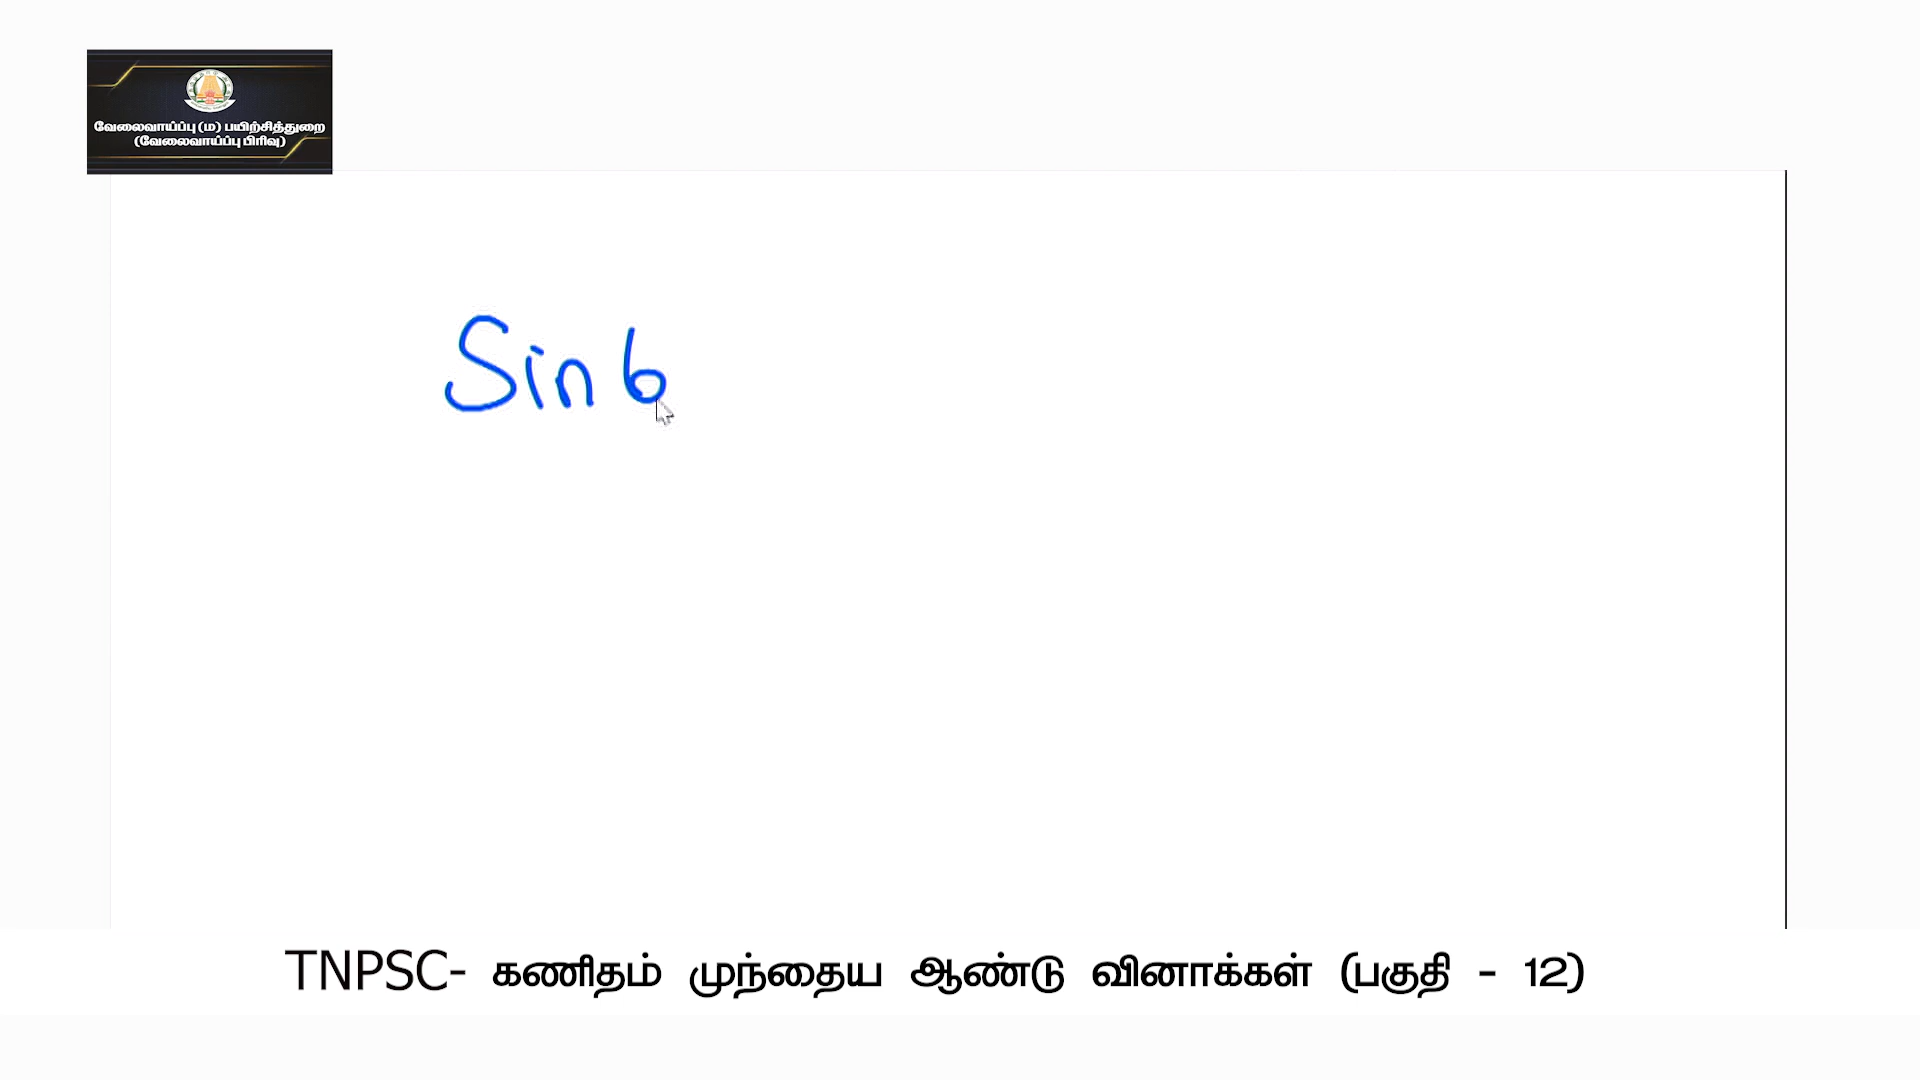 வேலைவாய்ப்பு (ம) பயிற்சித்துறை
(வேலைவாய்ப்பு பிரிவு)
Sin 6
TNPSC- கணிதம் முந்தைய ஆண்டு வினாக்கள் (பகுதி - 12)